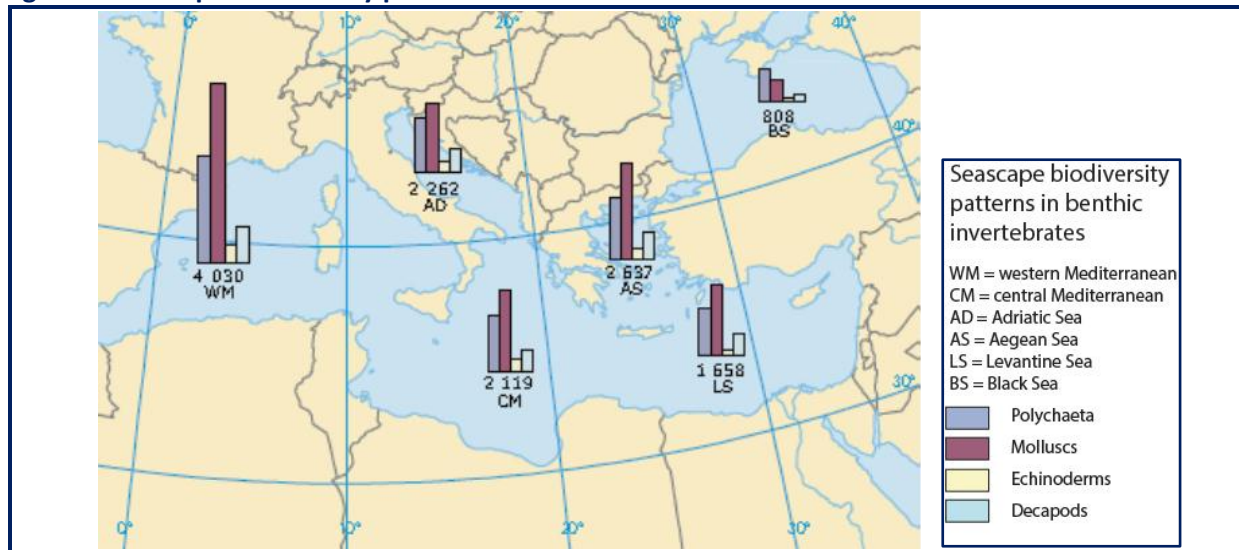 0°
10°
20°
30°
40°
808
BS
40°
2 262
AD
4 030
WM
2 637
AS
2 119
CM
1 658
LS
30°
0°
10°
20°
30°
Seascape biodiversity
patterns in benthic
invertebrates
WM = western Mediterranean
CM = central Mediterranean
AD = Adriatic Sea
AS = Aegean Sea
LS = Levantine Sea
BS = Black Sea
Polychaeta
Molluscs
Echinoderms
Decapods